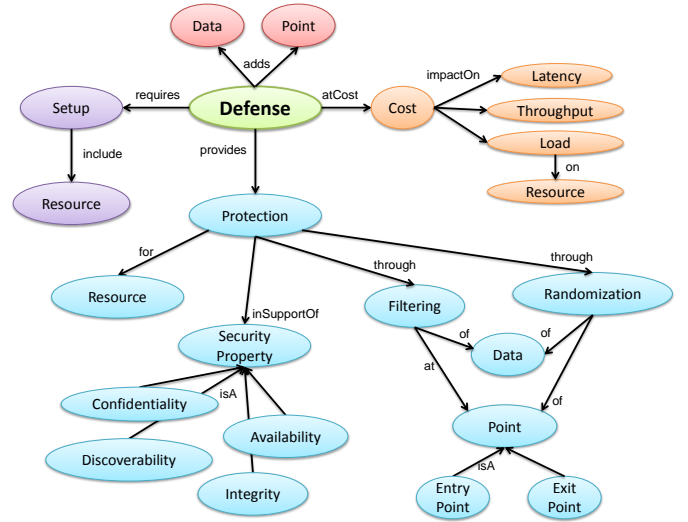 Data
Point
adds
impactOn
Latency
requires
atCost
Setup
Defense
Cost
Throughput
provides
Load
include
on
Resource
Resource
Protection
for
through
through
Resource
Filtering
Randomization
inSupportOf
of
of
Security
Property
Data
at
isA
Confidentiality
of
Availability
Point
Discoverability
isA
Integrity
Entry
Point
Exit
Point